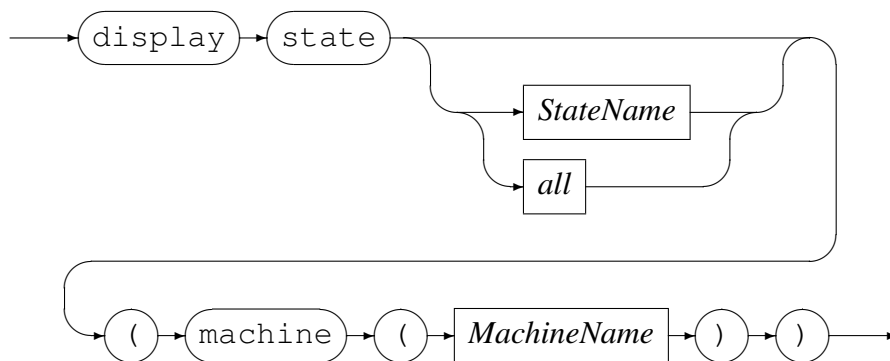 display state
StateName
all
( machine ( MachineName ) )